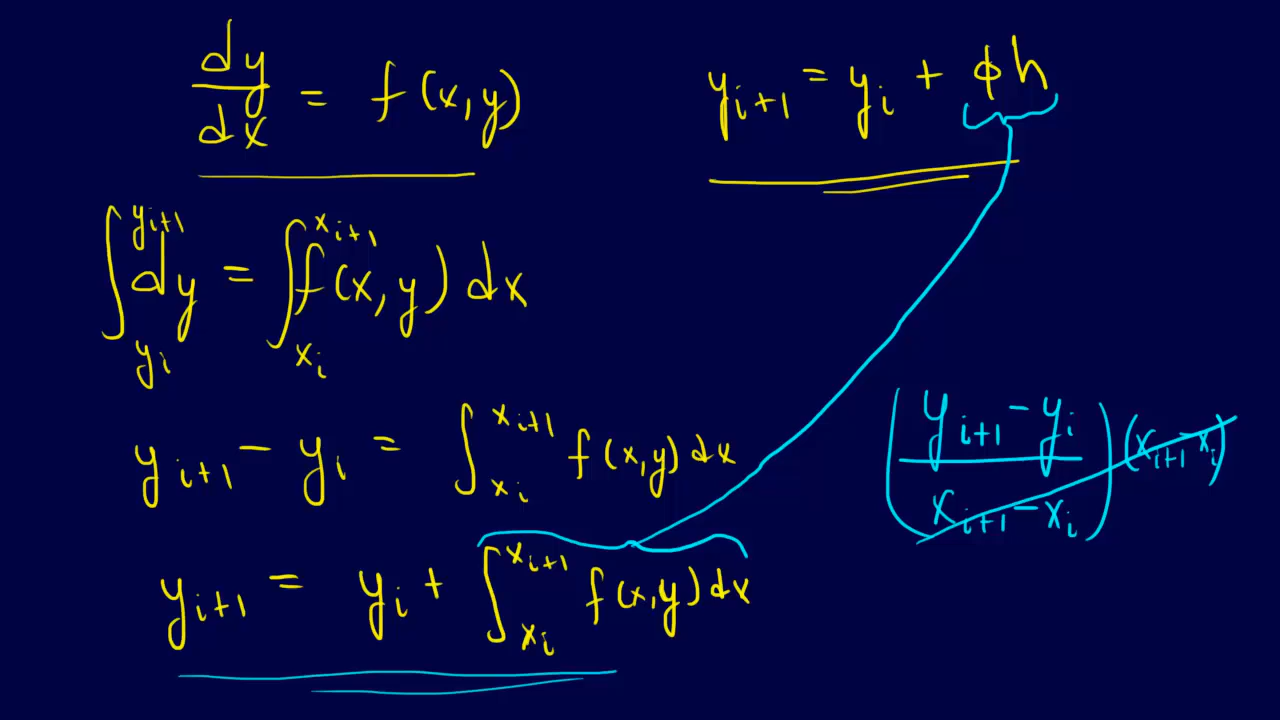 dy/dx = f(x,y)
y_{i+1} = y_i + ϕh
∫_{y_i}^{y_{i+1}} dy = ∫_{x_i}^{x_{i+1}} f(x,y) dx
y_{i+1} - y_i = ∫_{x_i}^{x_{i+1}} f(x,y) dx
((y_{i+1} - y_i)/(x_{i+1} - x_i)) (x_{i+1} - x_i)
y_{i+1} = y_i + ∫_{x_i}^{x_{i+1}} f(x,y) dx